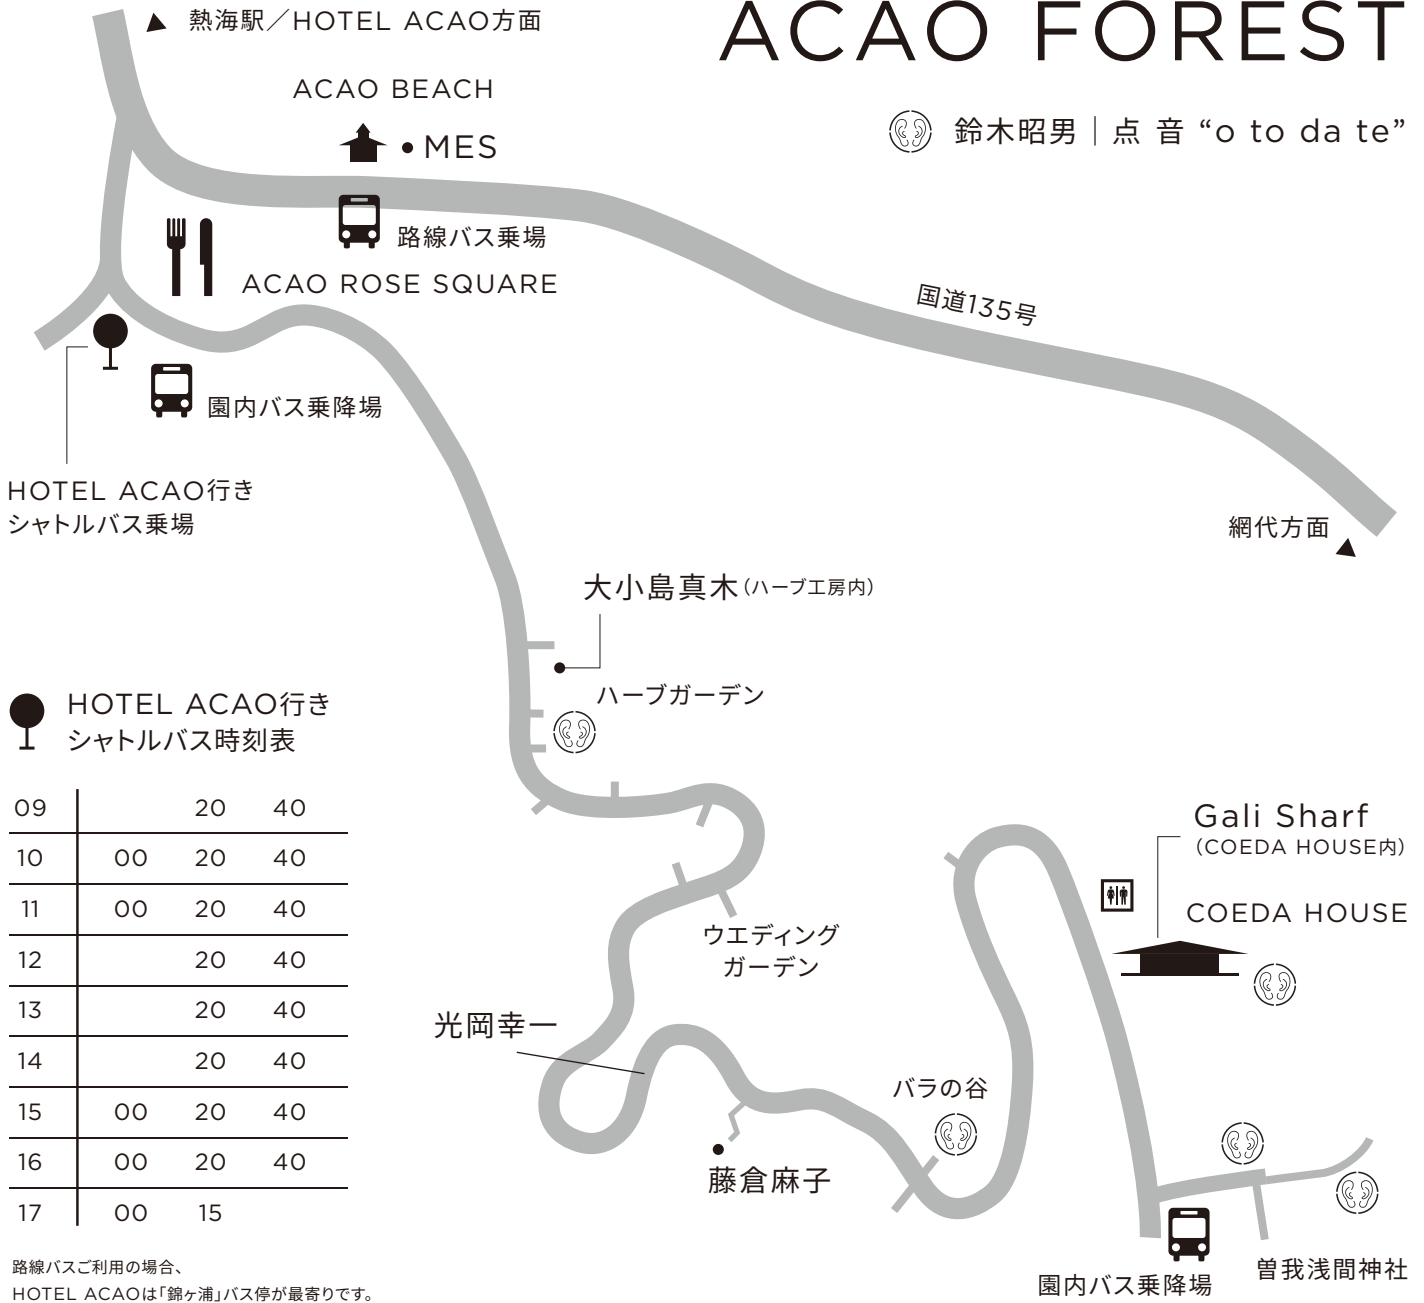 ACAO FOREST
鈴木昭男｜点 音 “o to da te”
熱海駅／HOTEL ACAO方面
ACAO BEACH
MES
路線バス乗場
ACAO ROSE SQUARE
国道135号
園内バス乗降場
HOTEL ACAO行き
シャトルバス乗場
網代方面
大小島真木（ハーブ工房内）
ハーブガーデン
HOTEL ACAO行き
シャトルバス時刻表
09 20 40
10 00 20 40
11 00 20 40
12 20 40
13 20 40
14 20 40
15 00 20 40
16 00 20 40
17 00 15
路線バスご利用の場合、
HOTEL ACAOは「錦ヶ浦」バス停が最寄りです。
Gali Sharf
（COEDA HOUSE内）
COEDA HOUSE
ウエディング
ガーデン
光岡幸一
バラの谷
藤倉麻子
園内バス乗降場
曽我浅間神社